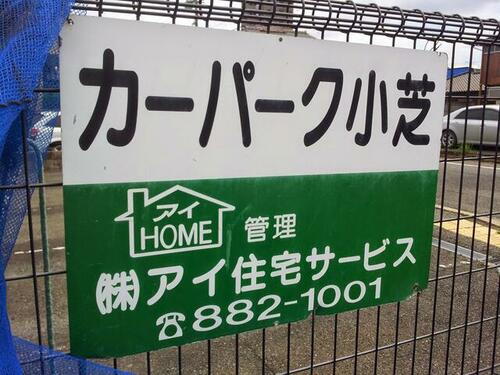 カーパーク小芝
アイ
HOME
管理
㈱アイ住宅サービス
☎882-1001